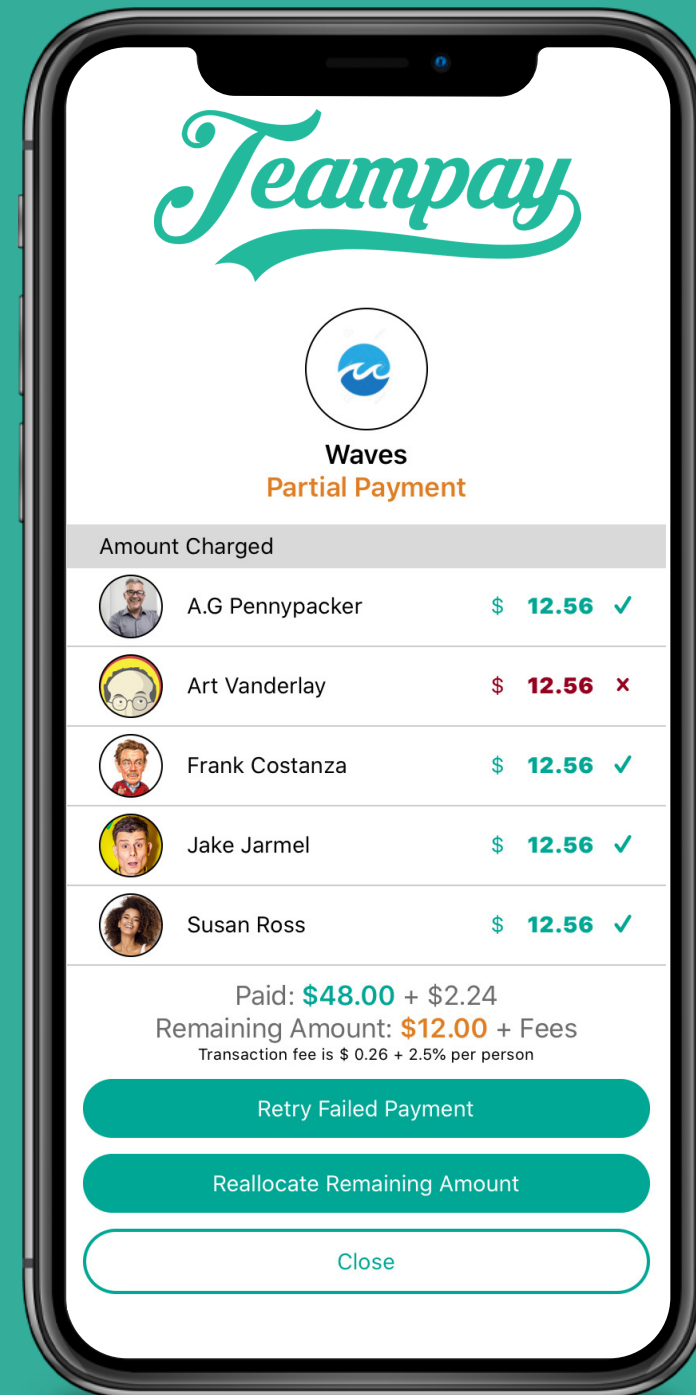 Teampay
Waves
Partial Payment
Amount Charged
A.G Pennypacker $ 12.56 ✓
Art Vanderlay $ 12.56 x
Frank Costanza $ 12.56 ✓
Jake Jarmel $ 12.56 ✓
Susan Ross $ 12.56 ✓
Paid: $48.00 + $2.24
Remaining Amount: $12.00 + Fees
Transaction fee is $ 0.26 + 2.5% per person
Retry Failed Payment
Reallocate Remaining Amount
Close